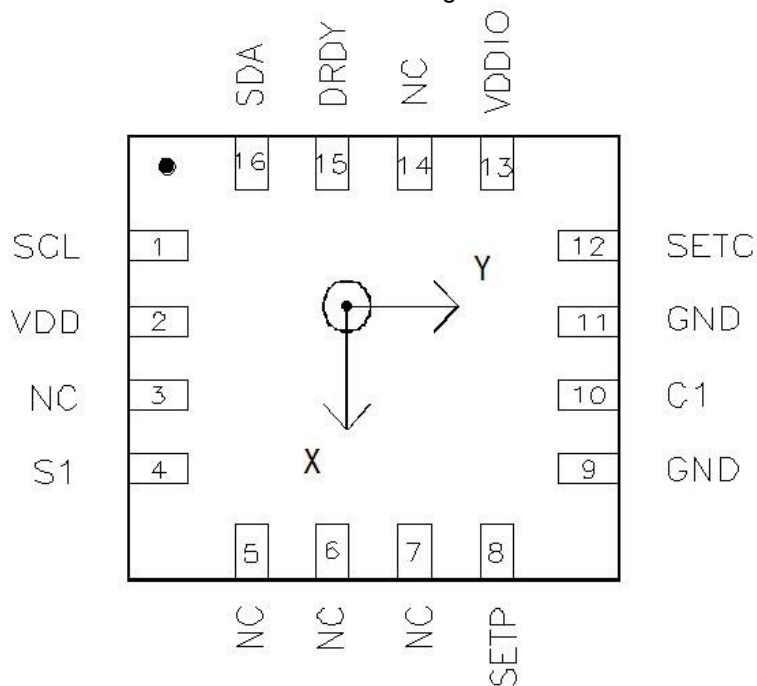 SDA DRDY NC VDDIO
16 15 14 13
SCL 1 12 SETC
Y
VDD 2 11 GND
NC 3 10 C1
X
S1 4 9 GND
5 6 7 8
NC NC NC SETP